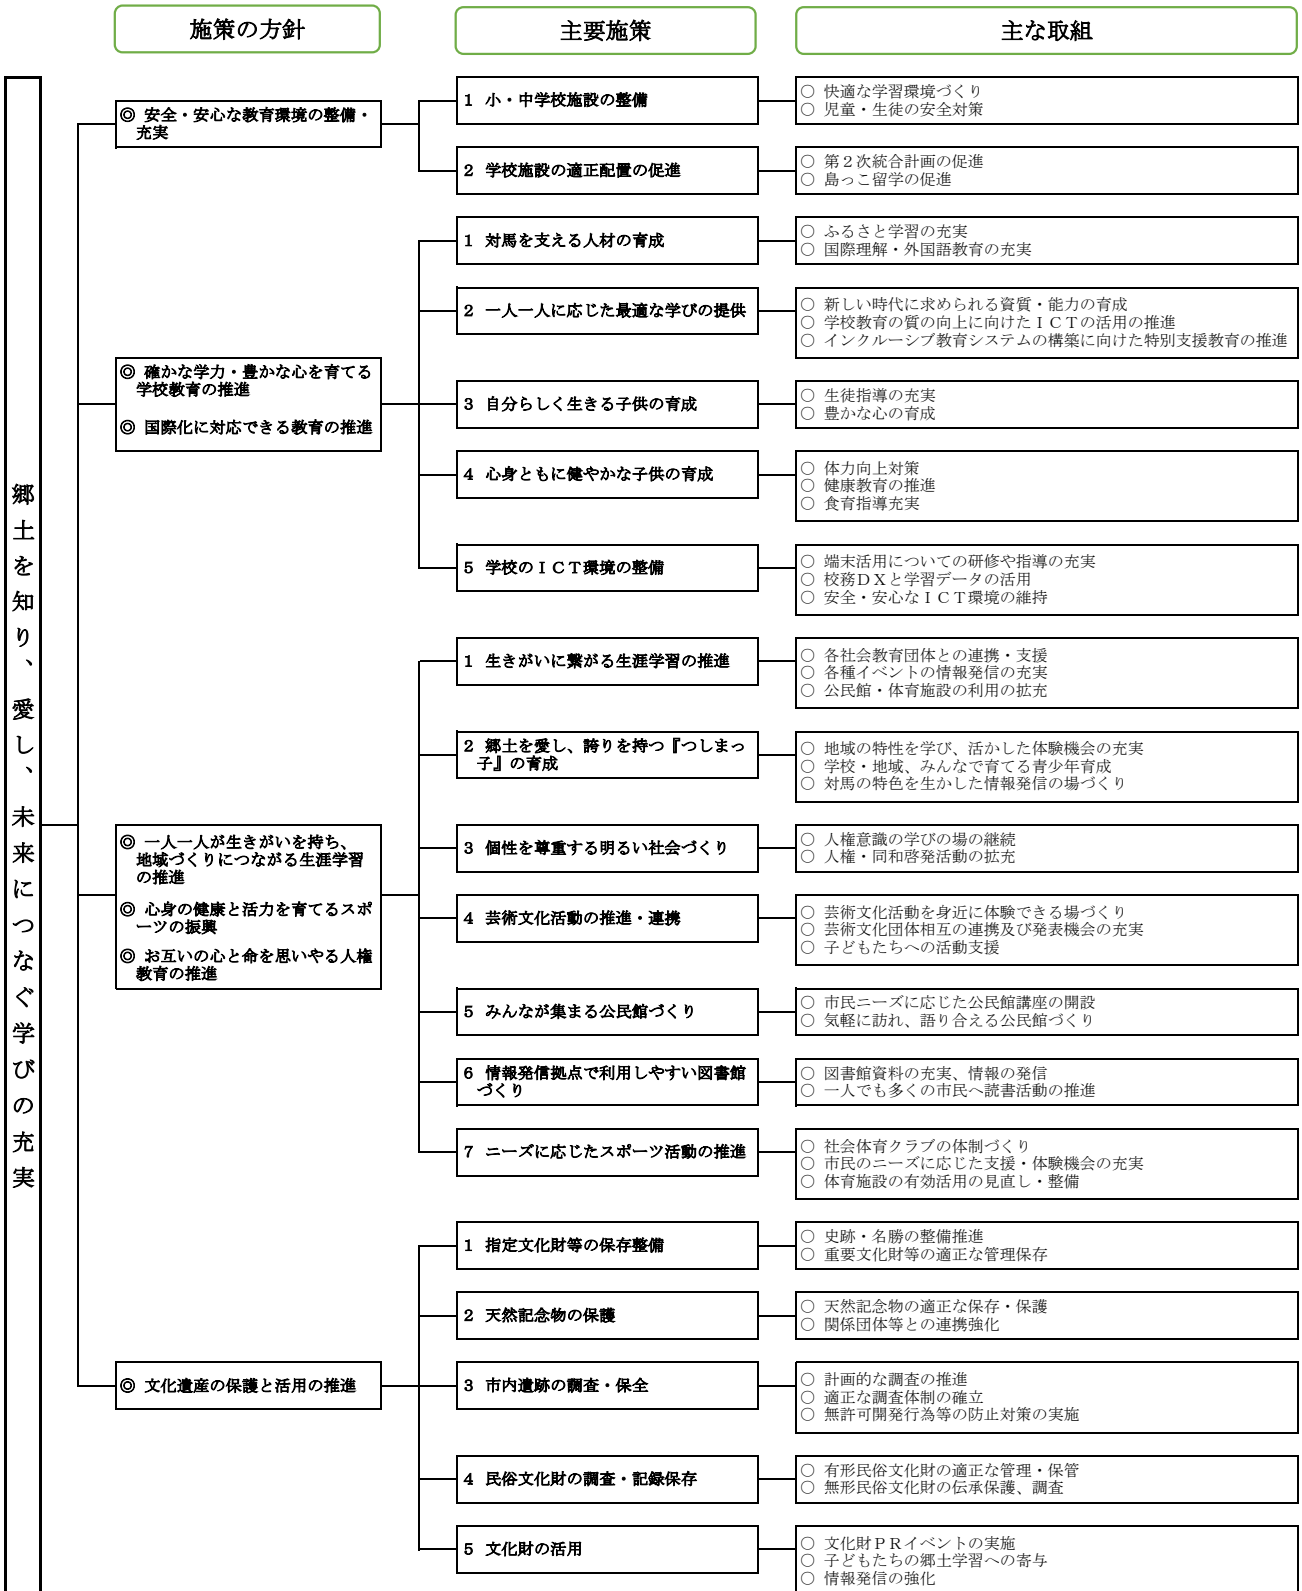 施策の方針
主要施策
主な取組
郷土を知り、愛し、未来につなぐ学びの充実
◎ 安全・安心な教育環境の整備・
充実
1 小・中学校施設の整備
○ 快適な学習環境づくり
○ 児童・生徒の安全対策
2 学校施設の適正配置の促進
○ 第２次統合計画の促進
○ 島っこ留学の促進
◎ 確かな学力・豊かな心を育てる
学校教育の推進
◎ 国際化に対応できる教育の推進
1 対馬を支える人材の育成
○ ふるさと学習の充実
○ 国際理解・外国語教育の充実
2 一人一人に応じた最適な学びの提供
○ 新しい時代に求められる資質・能力の育成
○ 学校教育の質の向上に向けたＩＣＴの活用の推進
○ インクルーシブ教育システムの構築に向けた特別支援教育の推進
3 自分らしく生きる子供の育成
○ 生徒指導の充実
○ 豊かな心の育成
4 心身ともに健やかな子供の育成
○ 体力向上対策
○ 健康教育の推進
○ 食育指導充実
5 学校のＩＣＴ環境の整備
○ 端末活用についての研修や指導の充実
○ 校務ＤＸと学習データの活用
○ 安全・安心なＩＣＴ環境の維持
◎ 一人一人が生きがいを持ち、
地域づくりにつながる生涯学習
の推進
◎ 心身の健康と活力を育てるスポ
ーツの振興
◎ お互いの心と命を思いやる人権
教育の推進
1 生きがいに繋がる生涯学習の推進
○ 各社会教育団体との連携・支援
○ 各種イベントの情報発信の充実
○ 公民館・体育施設の利用の拡充
2 郷土を愛し、誇りを持つ『つしまっ
子』の育成
○ 地域の特性を学び、活かした体験機会の充実
○ 学校・地域、みんなで育てる青少年育成
○ 対馬の特色を生かした情報発信の場づくり
3 個性を尊重する明るい社会づくり
○ 人権意識の学びの場の継続
○ 人権・同和啓発活動の拡充
4 芸術文化活動の推進・連携
○ 芸術文化活動を身近に体験できる場づくり
○ 芸術文化団体相互の連携及び発表機会の充実
○ 子どもたちへの活動支援
5 みんなが集まる公民館づくり
○ 市民ニーズに応じた公民館講座の開設
○ 気軽に訪れ、語り合える公民館づくり
6 情報発信拠点で利用しやすい図書館
づくり
○ 図書館資料の充実、情報の発信
○ 一人でも多くの市民へ読書活動の推進
7 ニーズに応じたスポーツ活動の推進
○ 社会体育クラブの体制づくり
○ 市民のニーズに応じた支援・体験機会の充実
○ 体育施設の有効活用の見直し・整備
◎ 文化遺産の保護と活用の推進
1 指定文化財等の保存整備
○ 史跡・名勝の整備推進
○ 重要文化財等の適正な管理保存
2 天然記念物の保護
○ 天然記念物の適正な保存・保護
○ 関係団体等との連携強化
3 市内遺跡の調査・保全
○ 計画的な調査の推進
○ 適正な調査体制の確立
○ 無許可開発行為等の防止対策の実施
4 民俗文化財の調査・記録保存
○ 有形民俗文化財の適正な管理・保管
○ 無形民俗文化財の伝承保護、調査
5 文化財の活用
○ 文化財ＰＲイベントの実施
○ 子どもたちの郷土学習への寄与
○ 情報発信の強化